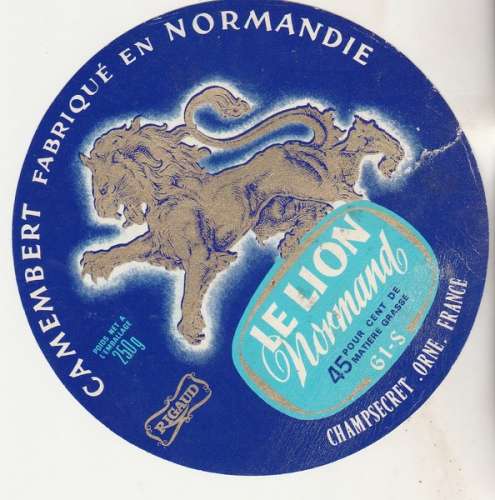 CAMEMBERT FABRIQUÉ EN NORMANDIE
LE LION
Normand
45 POUR CENT DE
MATIÈRE GRASSE
61-S
POIDS NET A
L'EMBALLAGE
250g
RIGAUD
CHAMPSECRET . ORNE. FRANCE